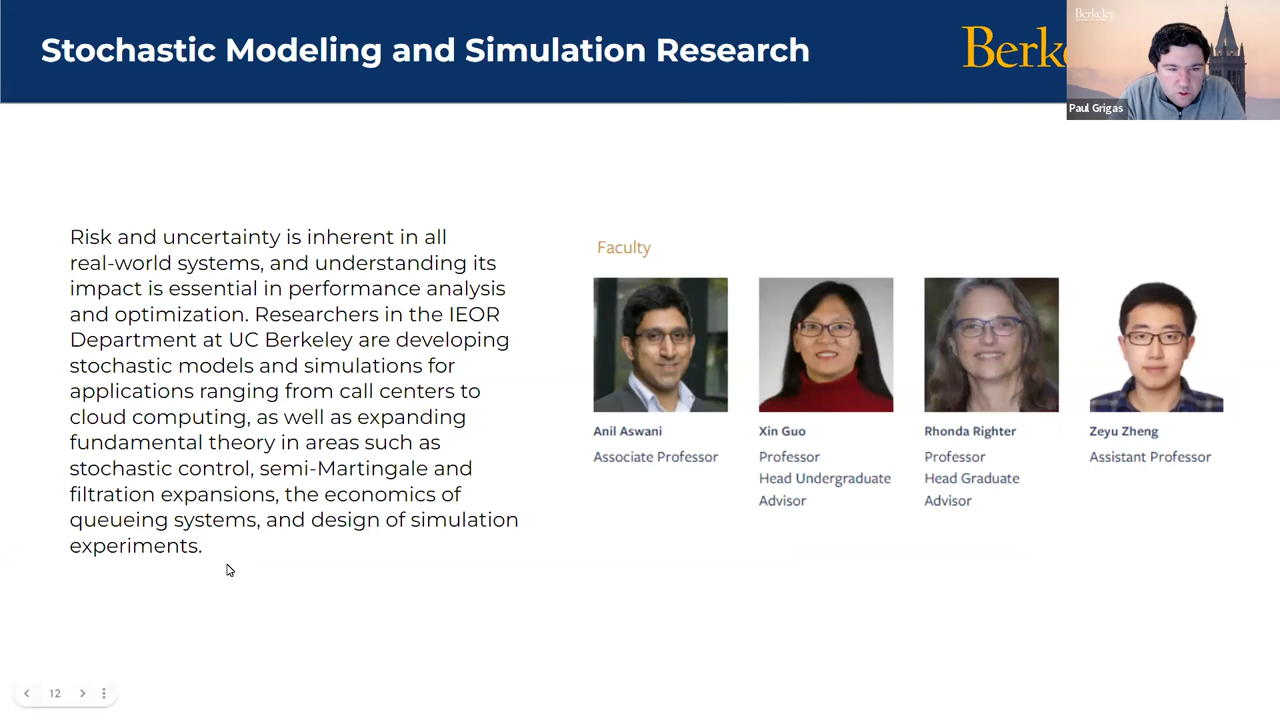 Stochastic Modeling and Simulation Research
Berkeley
Paul Grigas
Risk and uncertainty is inherent in all
real-world systems, and understanding its
impact is essential in performance analysis
and optimization. Researchers in the IEOR
Department at UC Berkeley are developing
stochastic models and simulations for
applications ranging from call centers to
cloud computing, as well as expanding
fundamental theory in areas such as
stochastic control, semi-Martingale and
filtration expansions, the economics of
queueing systems, and design of simulation
experiments.
Faculty
Anil Aswani
Associate Professor
Xin Guo
Professor
Head Undergraduate
Advisor
Rhonda Righter
Professor
Head Graduate
Advisor
Zeyu Zheng
Assistant Professor
12